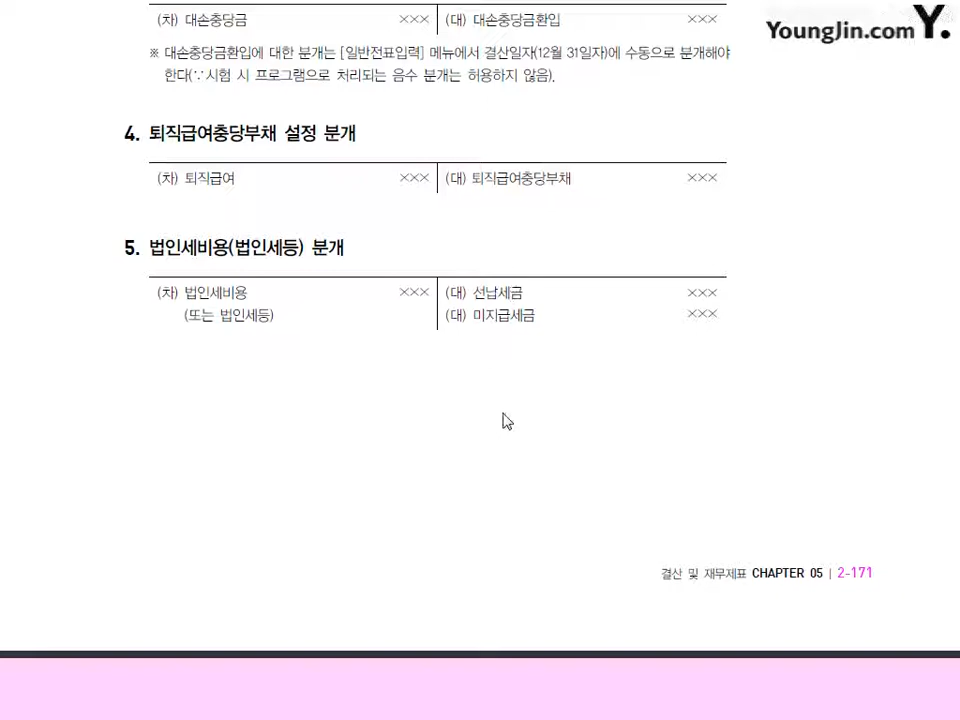 (차) 대손충당금 ××× (대) 대손충당금환입 ×××
YoungJin.com Y.
※ 대손충당금환입에 대한 분개는 [일반전표입력] 메뉴에서 결산일자(12월 31일자)에 수동으로 분개해야
한다(∵시험 시 프로그램으로 처리되는 음수 분개는 허용하지 않음).
4. 퇴직급여충당부채 설정 분개
(차) 퇴직급여 ××× (대) 퇴직급여충당부채 ×××
5. 법인세비용(법인세등) 분개
(차) 법인세비용 ××× (대) 선납세금 ×××
(또는 법인세등) (대) 미지급세금 ×××
결산 및 재무제표 CHAPTER 05 | 2-171